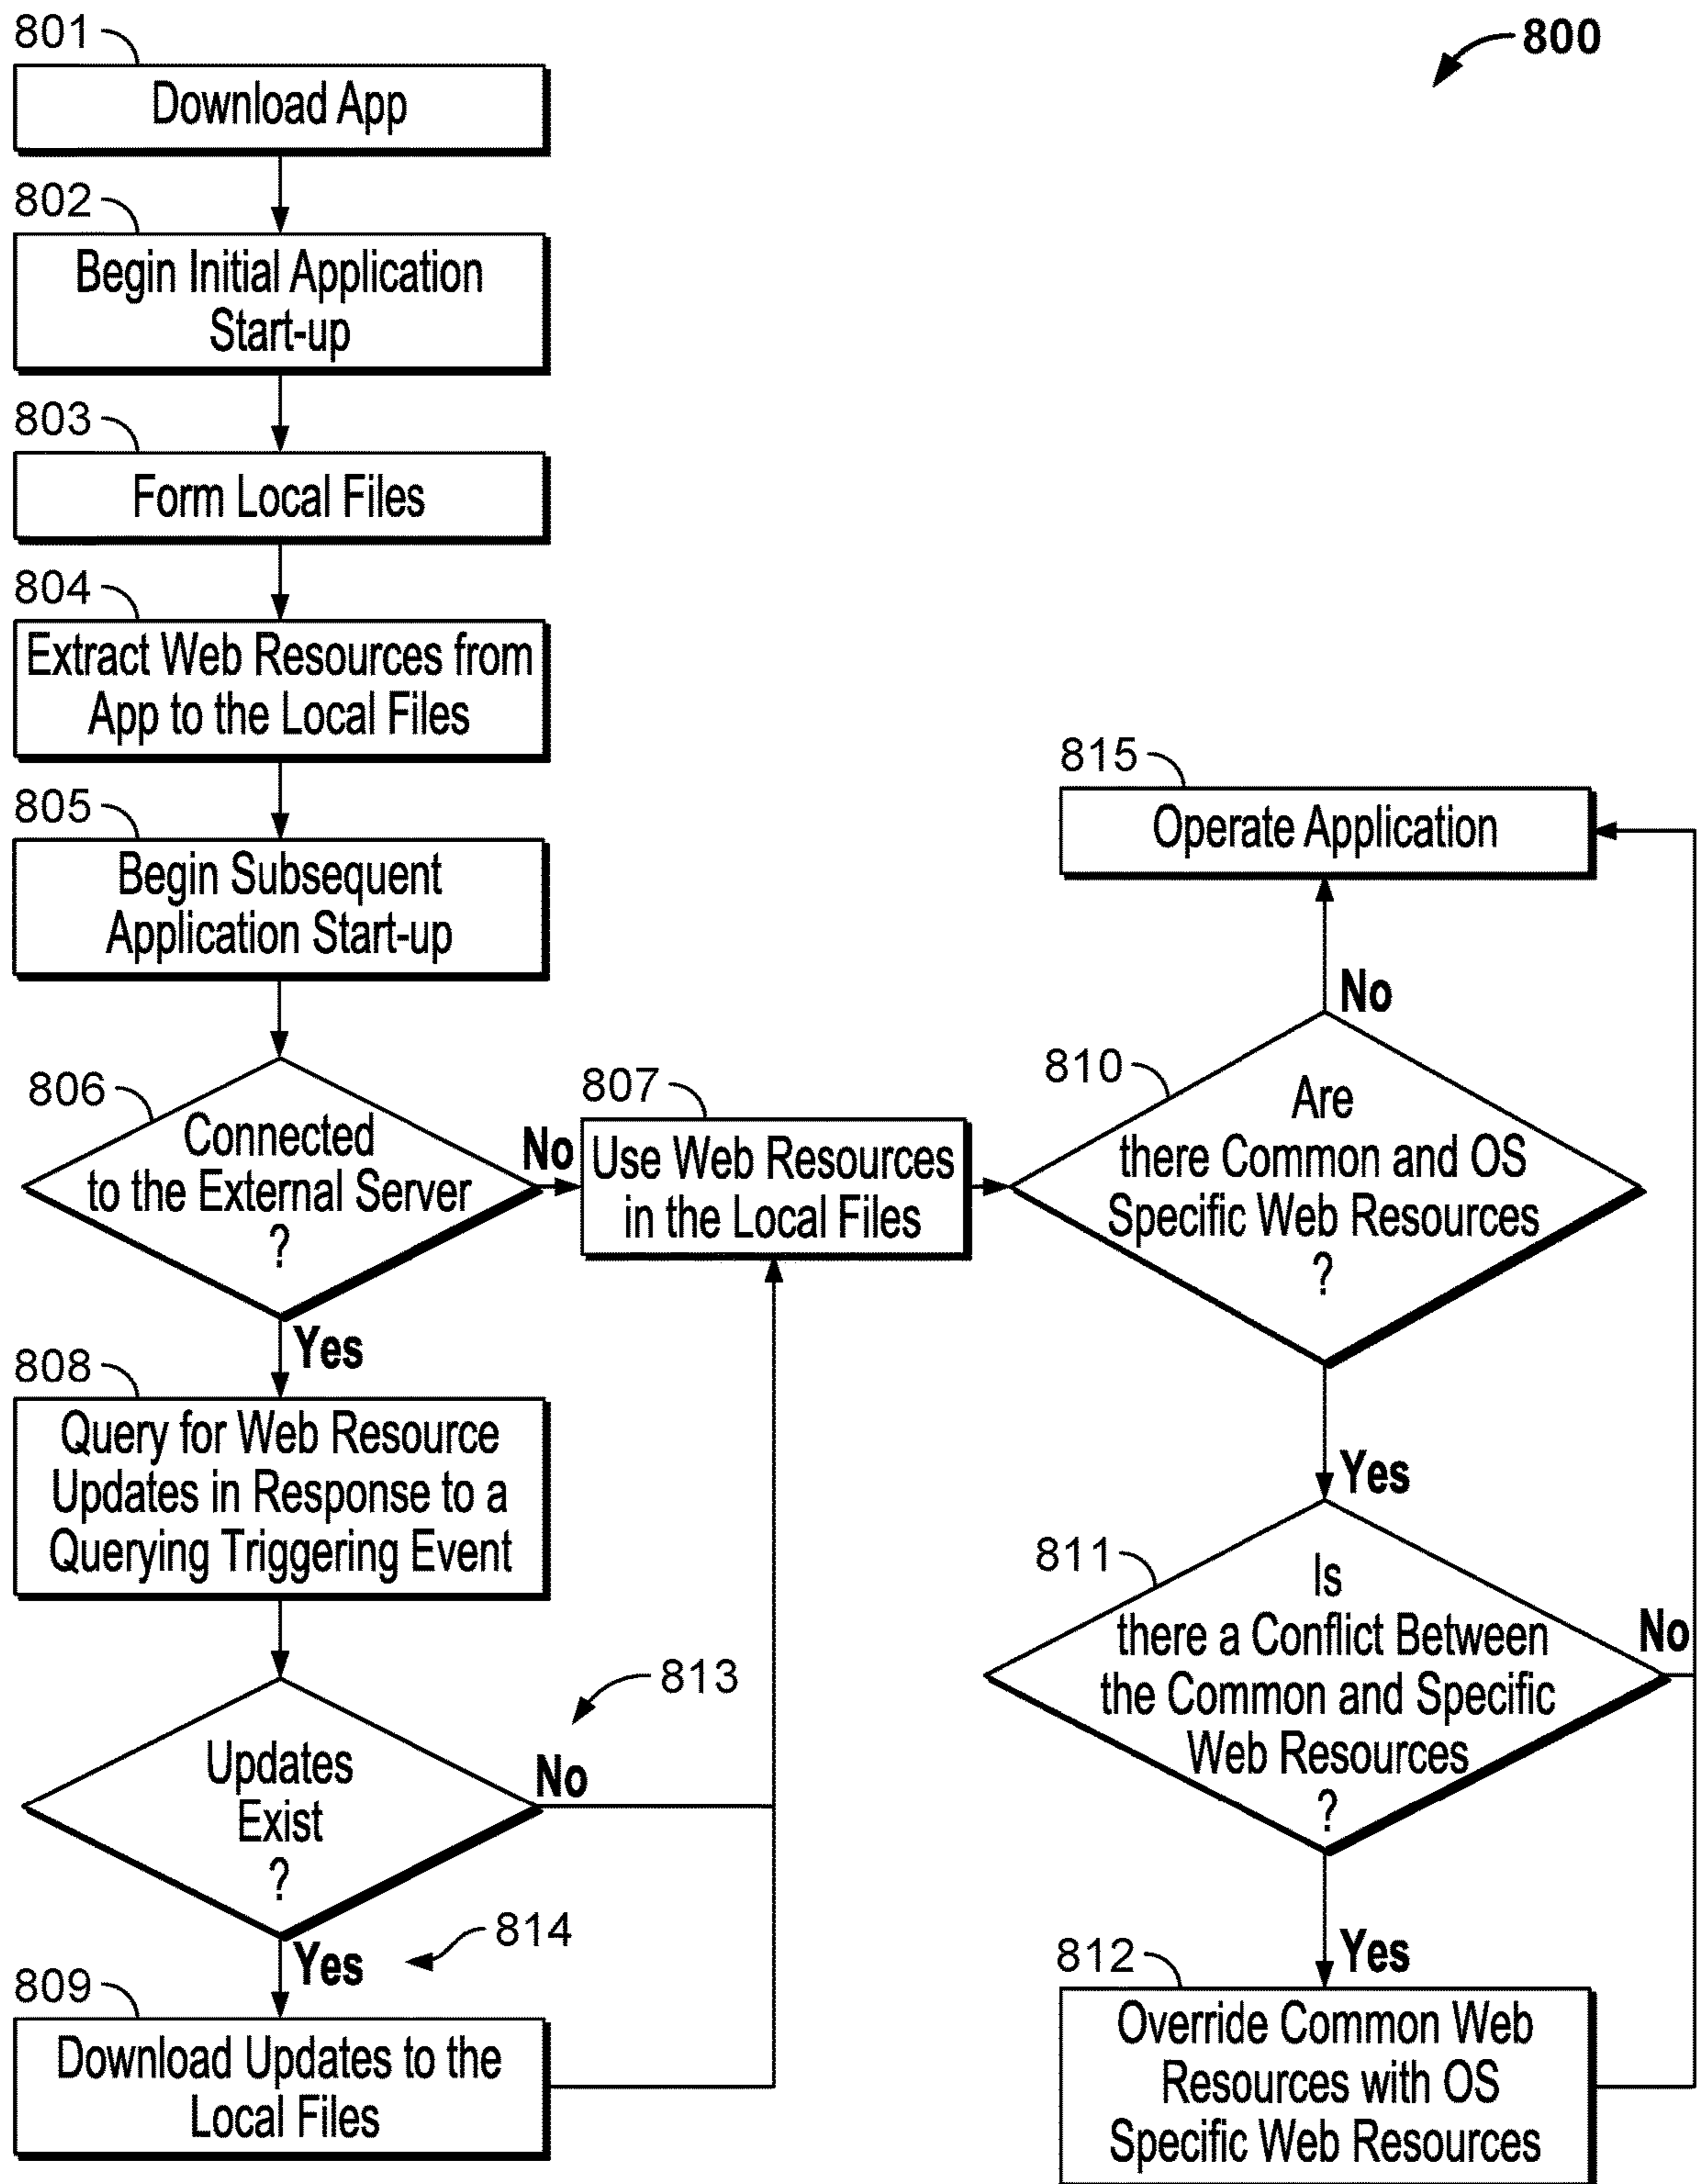 800
801
Download App
802
Begin Initial Application
Start-up
803
Form Local Files
804
Extract Web Resources from
App to the Local Files
805
Begin Subsequent
Application Start-up
806
Connected
to the External Server
?
No
Yes
807
Use Web Resources
in the Local Files
808
Query for Web Resource
Updates in Response to a
Querying Triggering Event
Updates
Exist
?
813
No
814
Yes
809
Download Updates to the
Local Files
815
Operate Application
No
810
Are
there Common and OS
Specific Web Resources
?
Yes
811
Is
there a Conflict Between
the Common and Specific
Web Resources
?
No
Yes
812
Override Common Web
Resources with OS
Specific Web Resources